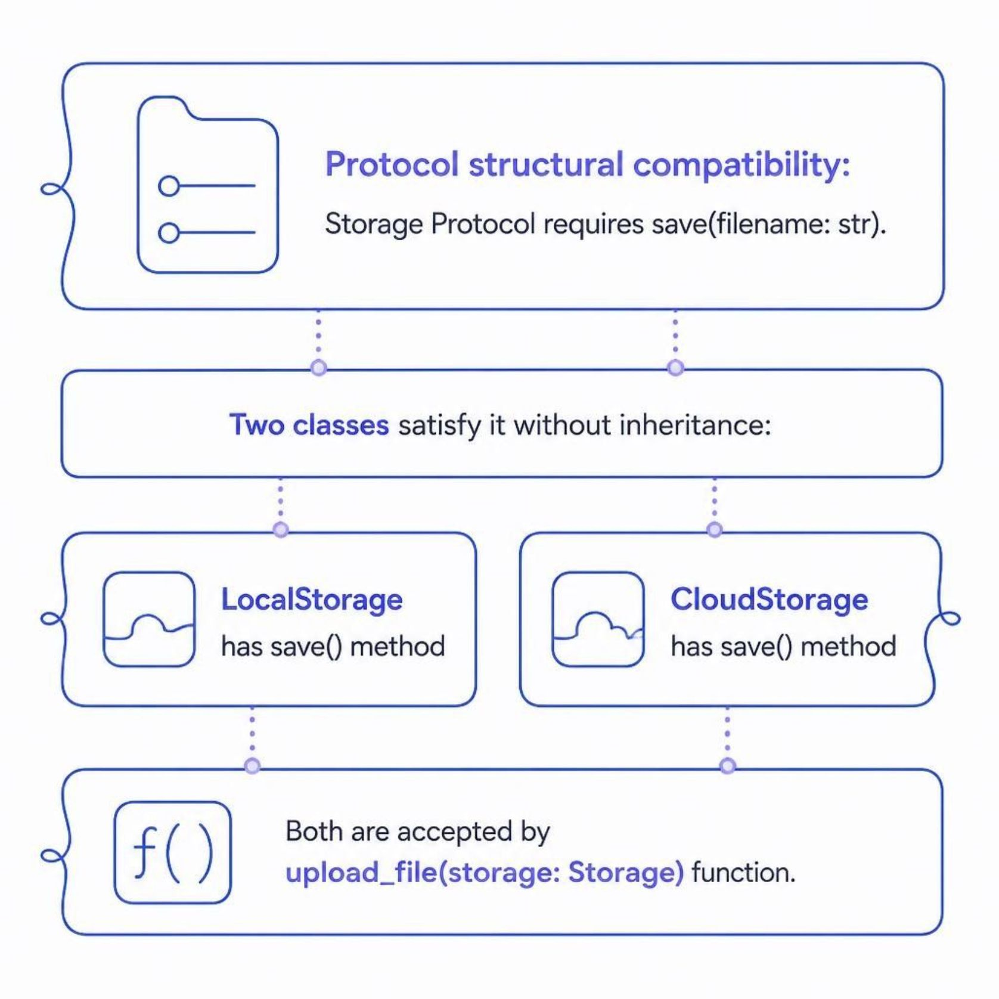 Protocol structural compatibility:
Storage Protocol requires save(filename: str).
Two classes satisfy it without inheritance:
LocalStorage
has save() method
CloudStorage
has save() method
f()
Both are accepted by
upload_file(storage: Storage) function.